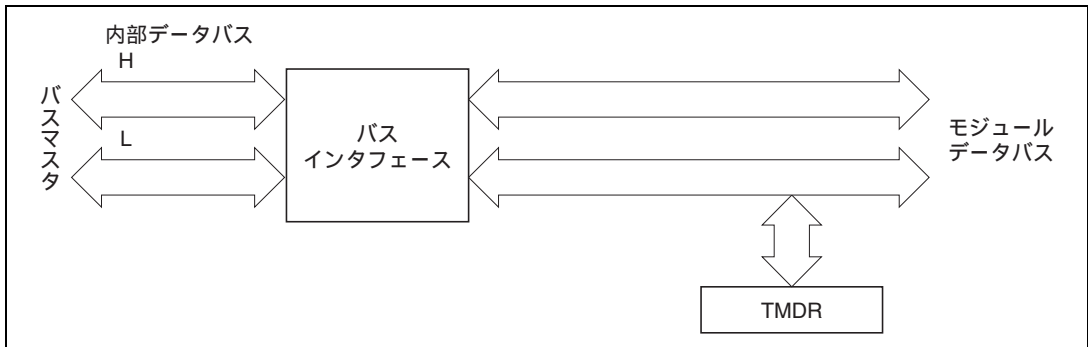 内部データバス
H
バスマスタ
L
バス
インタフェース
モジュール
データバス
TMDR